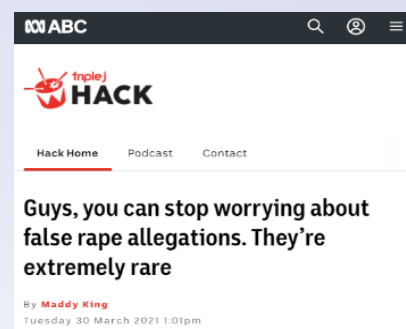 ABC
triple j
HACK
Hack Home Podcast Contact
Guys, you can stop worrying about
false rape allegations. They're
extremely rare
By Maddy King
Tuesday 30 March 2021 1:01pm